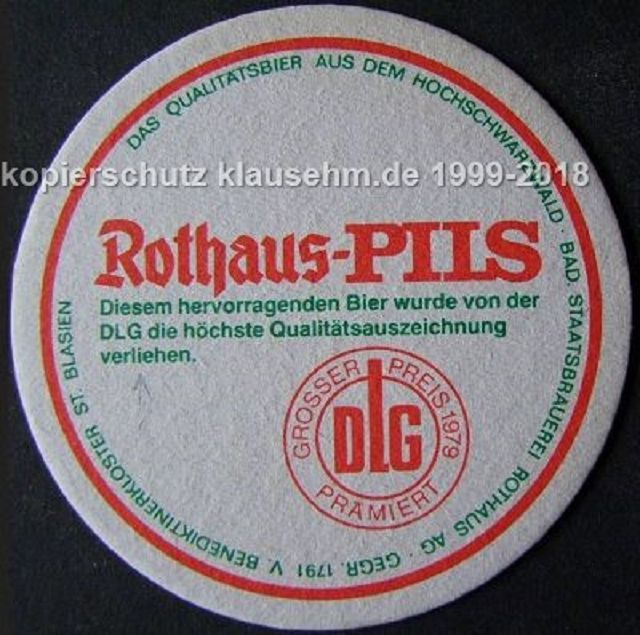 DAS QUALITÄTSBIER AUS DEM HOCHSCHWARZWALD · BAD. STAATSBRAUEREI ROTHAUS AG · GEGR. 1791 V. BENEDIKTINERKLOSTER ST. BLASIEN
kopierschutz klausehm.de 1999-2018
Rothaus-PILS
Diesem hervorragenden Bier wurde von der
DLG die höchste Qualitätsauszeichnung
verliehen.
GROSSER PREIS 1979
DLG
PRÄMIERT